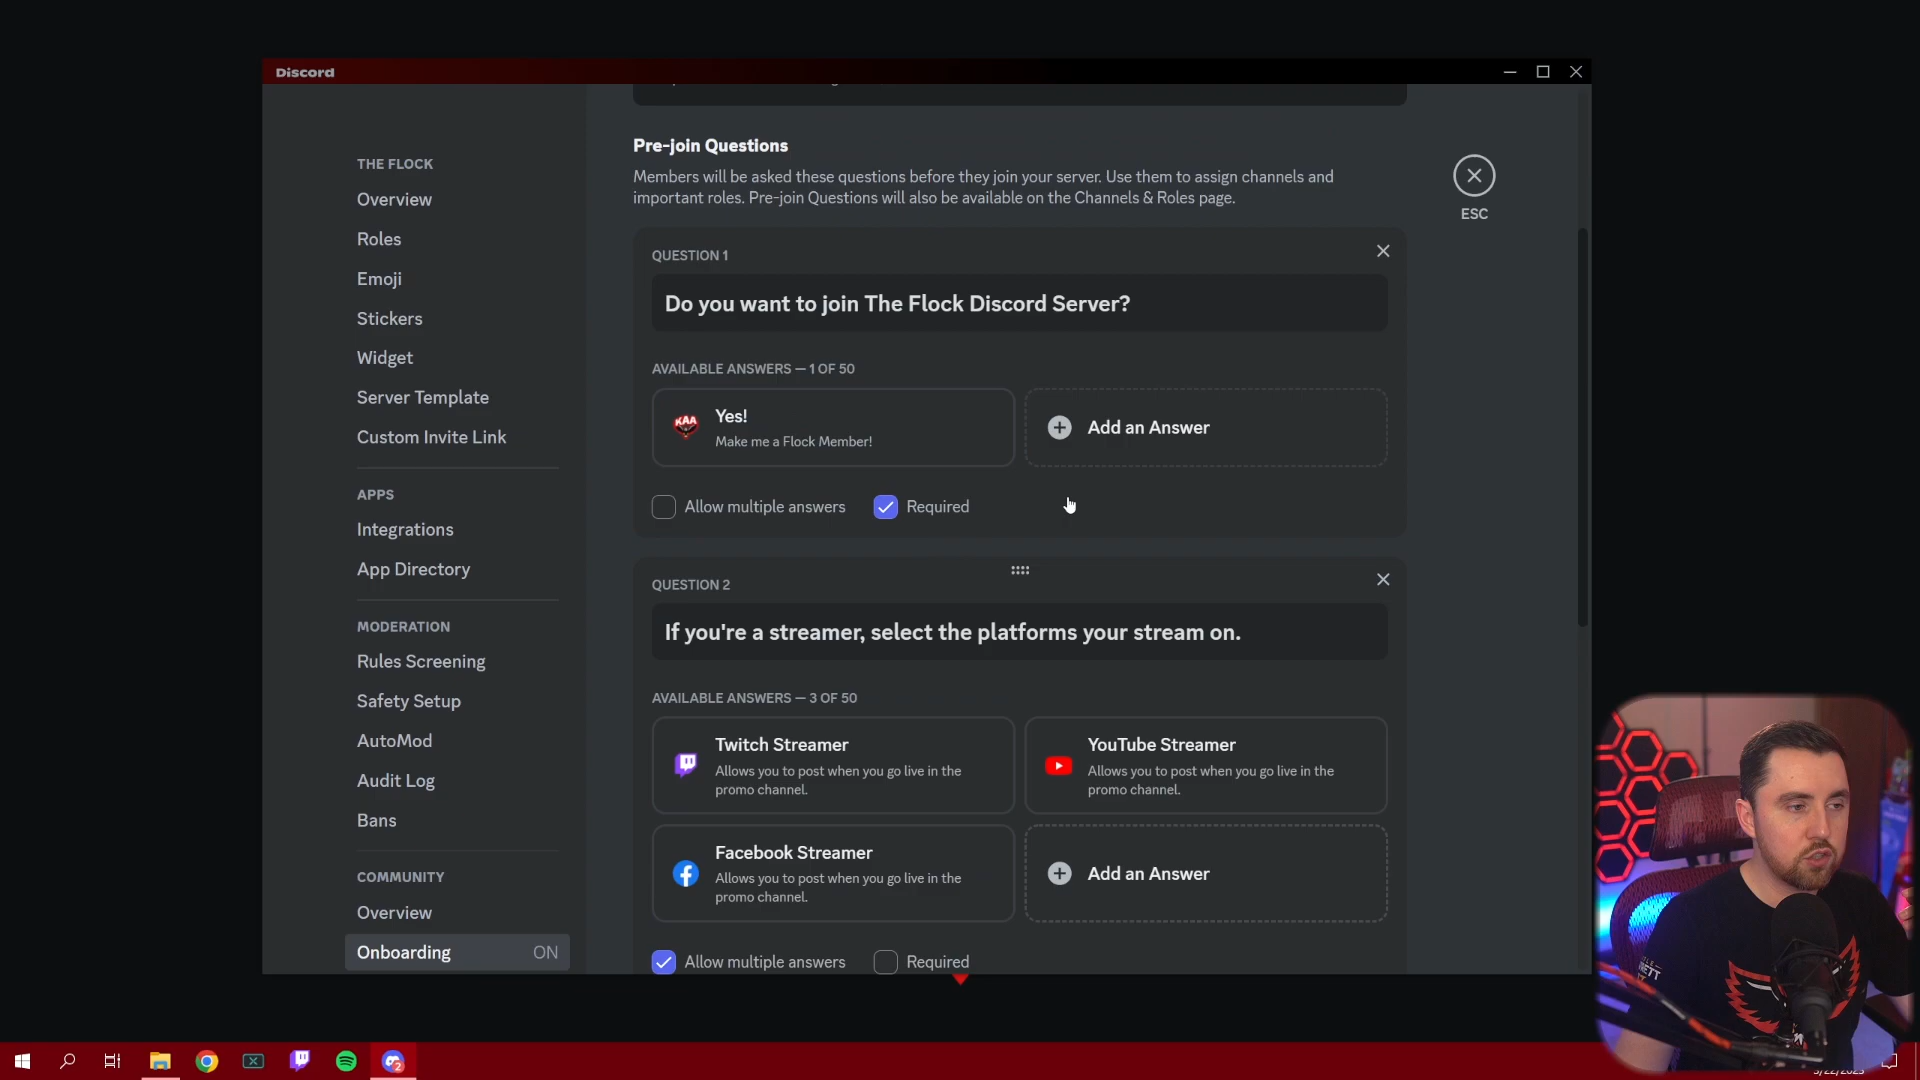 Discord
THE FLOCK
Overview
Roles
Emoji
Stickers
Widget
Server Template
Custom Invite Link
APPS
Integrations
App Directory
MODERATION
Rules Screening
Safety Setup
AutoMod
Audit Log
Bans
COMMUNITY
Overview
Onboarding ON
Pre-join Questions
Members will be asked these questions before they join your server. Use them to assign channels and
important roles. Pre-join Questions will also be available on the Channels & Roles page.
ESC
QUESTION 1
Do you want to join The Flock Discord Server?
AVAILABLE ANSWERS — 1 OF 50
KAA
Yes!
Make me a Flock Member!
Add an Answer
Allow multiple answers
Required
QUESTION 2
If you're a streamer, select the platforms your stream on.
AVAILABLE ANSWERS — 3 OF 50
Twitch Streamer
Allows you to post when you go live in the
promo channel.
YouTube Streamer
Allows you to post when you go live in the
promo channel.
Facebook Streamer
Allows you to post when you go live in the
promo channel.
Add an Answer
Allow multiple answers
Required
2